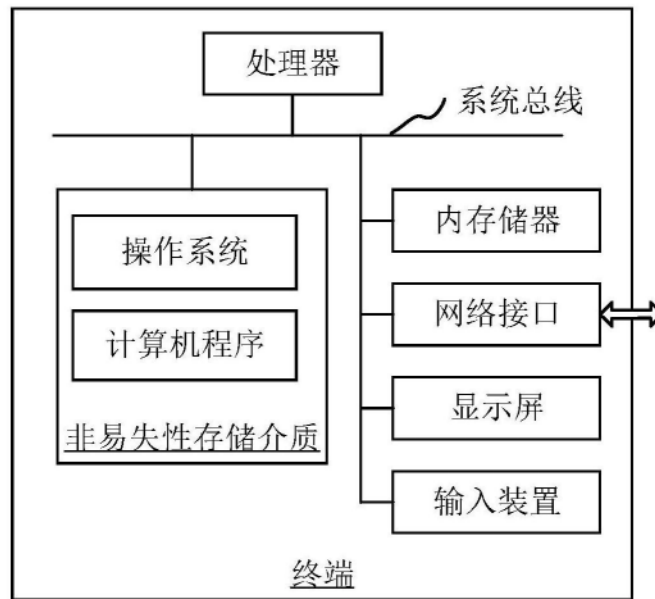 处理器
系统总线
操作系统
计算机程序
非易失性存储介质
内存储器
网络接口
显示屏
输入装置
终端